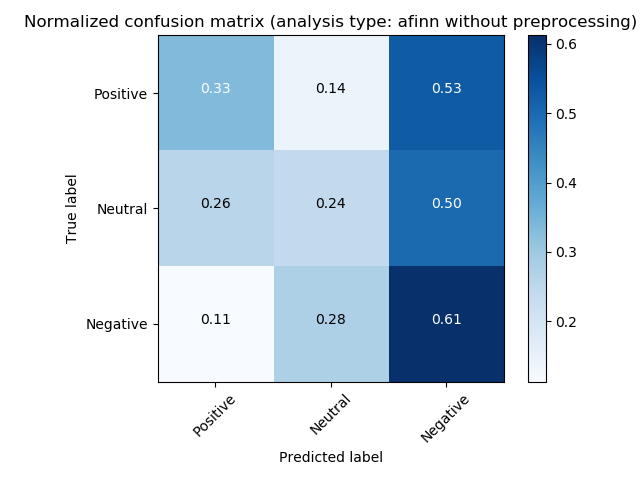 Normalized confusion matrix (analysis type: afinn without preprocessing)
True label
Positive
0.33 0.14 0.53
Neutral
0.26 0.24 0.50
Negative
0.11 0.28 0.61
Positive Neutral Negative
Predicted label
0.6
0.5
0.4
0.3
0.2